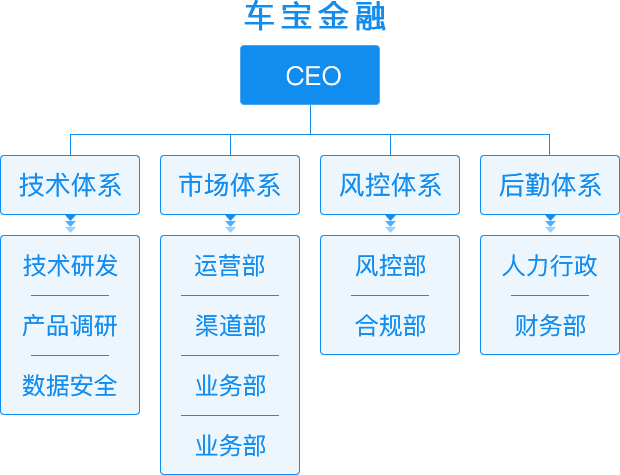 车宝金融
CEO
技术体系
市场体系
风控体系
后勤体系
技术研发
产品调研
数据安全
运营部
渠道部
业务部
业务部
风控部
合规部
人力行政
财务部